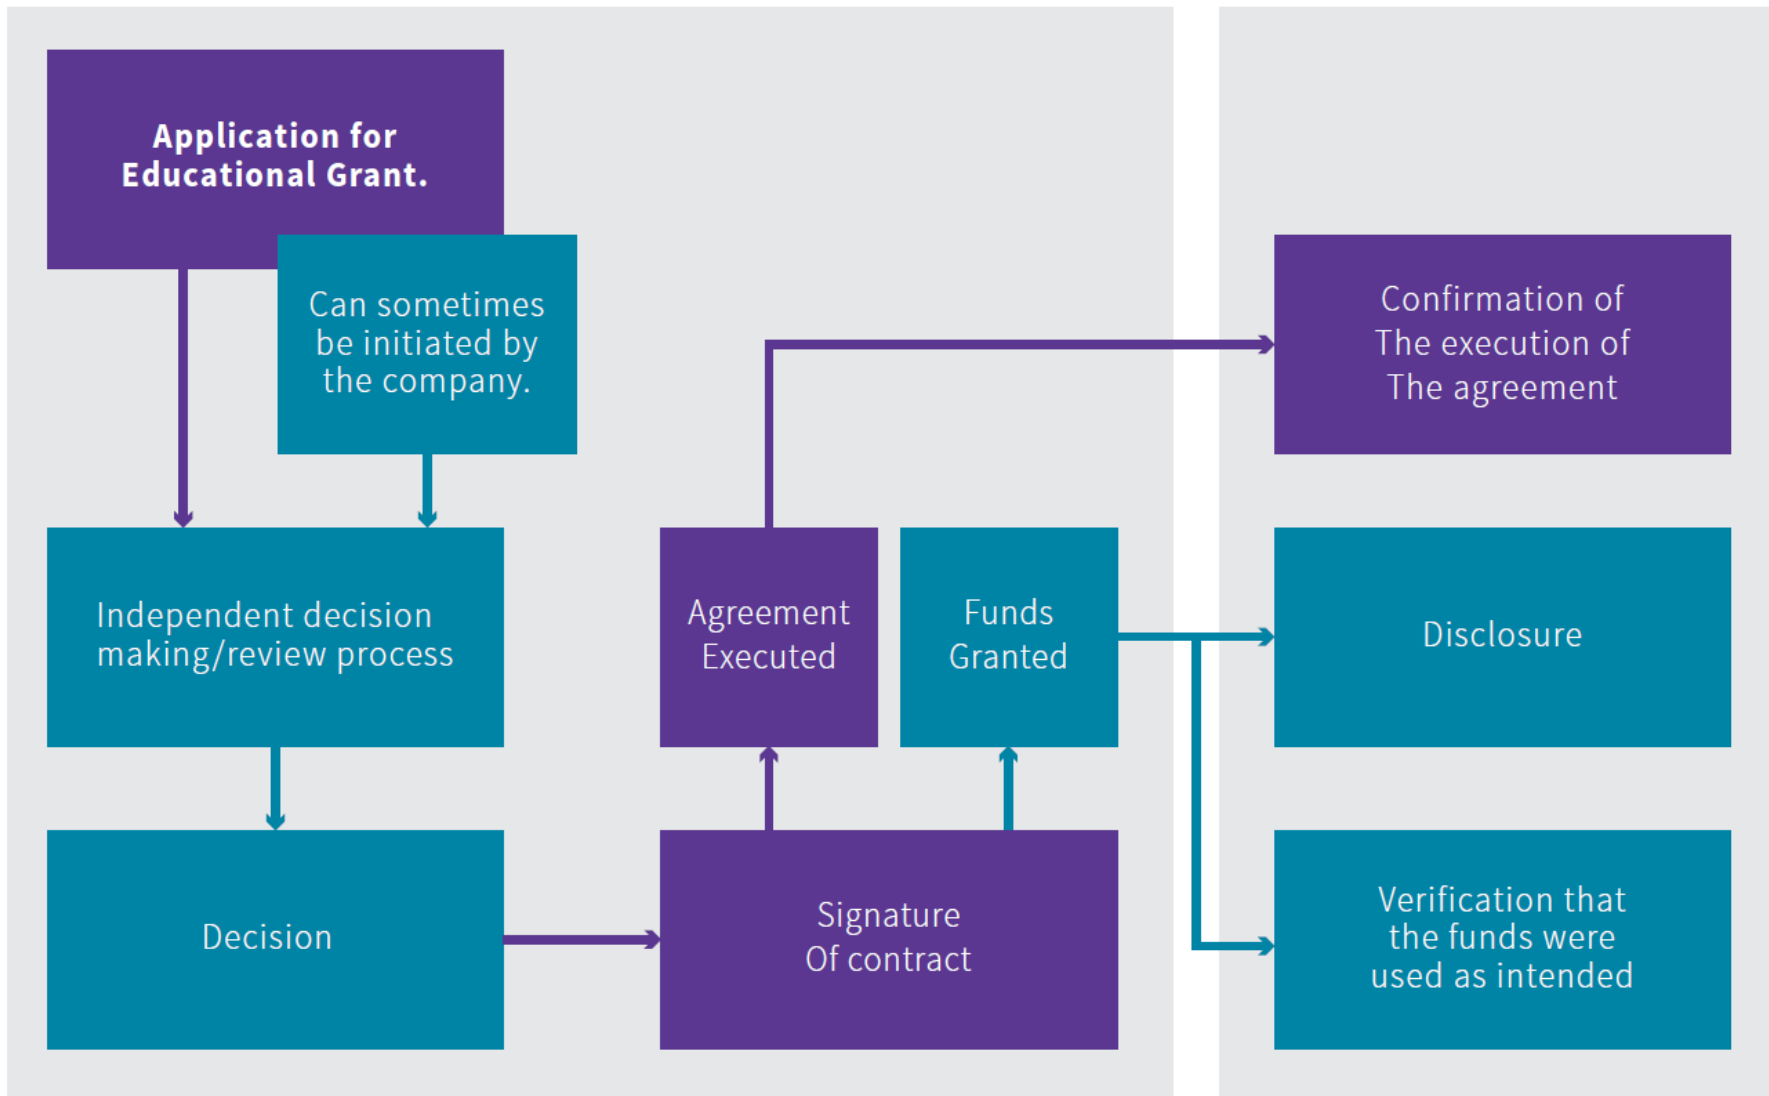 Application for
Educational Grant.
Can sometimes
be initiated by
the company.
Independent decision
making/review process
Decision
Agreement
Executed
Funds
Granted
Signature
Of contract
Confirmation of
The execution of
The agreement
Disclosure
Verification that
the funds were
used as intended